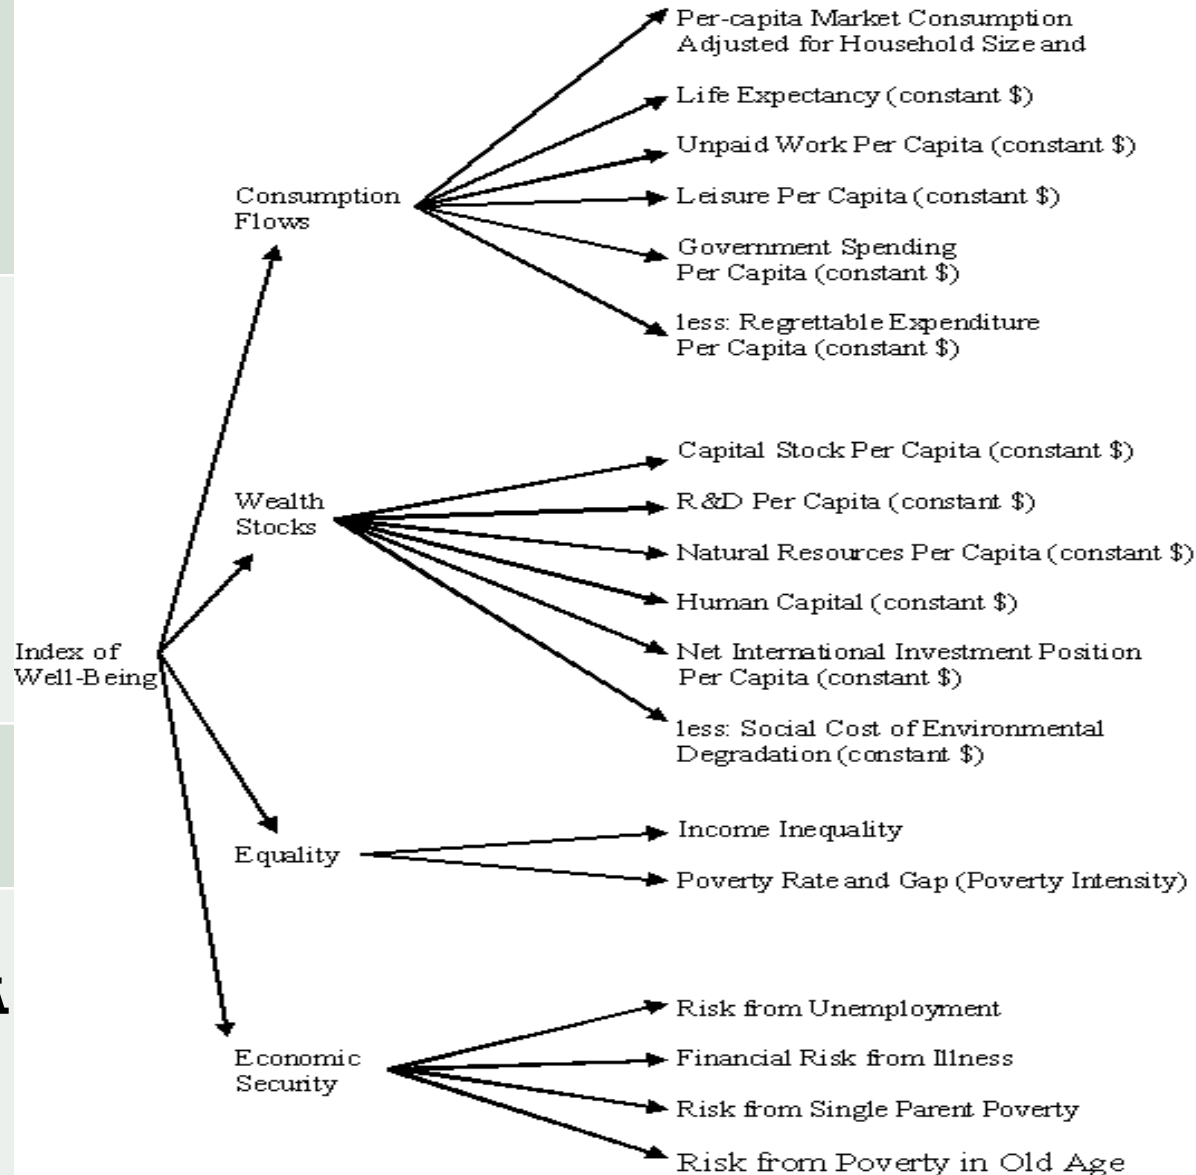 Per-capita Market Consumption
Adjusted for Household Size and
Life Expectancy (constant $)
Unpaid Work Per Capita (constant $)
Consumption
Flows
Leisure Per Capita (constant $)
Government Spending
Per Capita (constant $)
less: Regrettable Expenditure
Per Capita (constant $)
Capital Stock Per Capita (constant $)
Wealth
Stocks
R&D Per Capita (constant $)
Natural Resources Per Capita (constant $)
Human Capital (constant $)
Index of
Well-Being
Net International Investment Position
Per Capita (constant $)
less: Social Cost of Environmental
Degradation (constant $)
Equality
Income Inequality
Poverty Rate and Gap (Poverty Intensity)
Economic
Security
Risk from Unemployment
Financial Risk from Illness
Risk from Single Parent Poverty
Risk from Poverty in Old Age